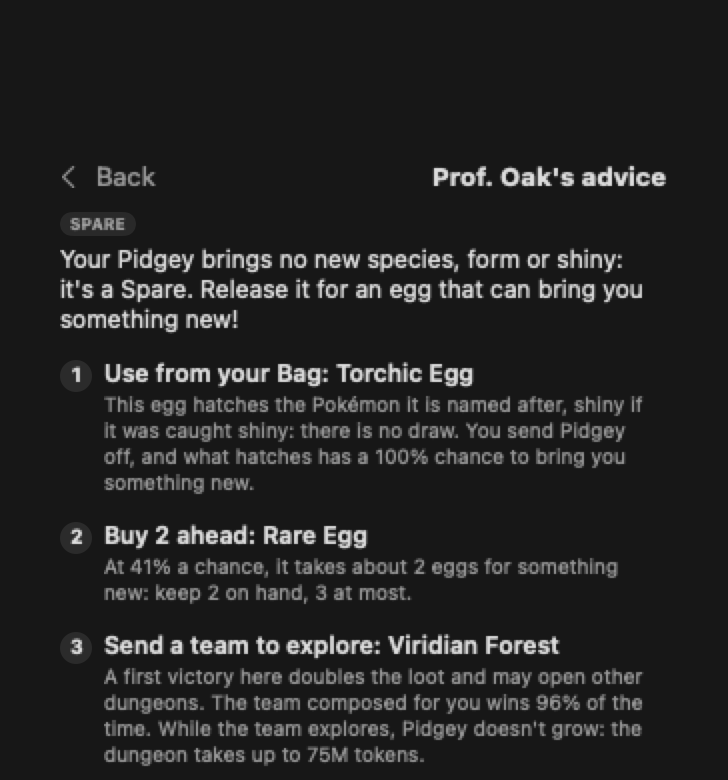 Back
Prof. Oak's advice
SPARE
Your Pidgey brings no new species, form or shiny:
it's a Spare. Release it for an egg that can bring you
something new!
1 Use from your Bag: Torchic Egg
This egg hatches the Pokémon it is named after, shiny if
it was caught shiny: there is no draw. You send Pidgey
off, and what hatches has a 100% chance to bring you
something new.
2 Buy 2 ahead: Rare Egg
At 41% a chance, it takes about 2 eggs for something
new: keep 2 on hand, 3 at most.
3 Send a team to explore: Viridian Forest
A first victory here doubles the loot and may open other
dungeons. The team composed for you wins 96% of the
time. While the team explores, Pidgey doesn't grow: the
dungeon takes up to 75M tokens.